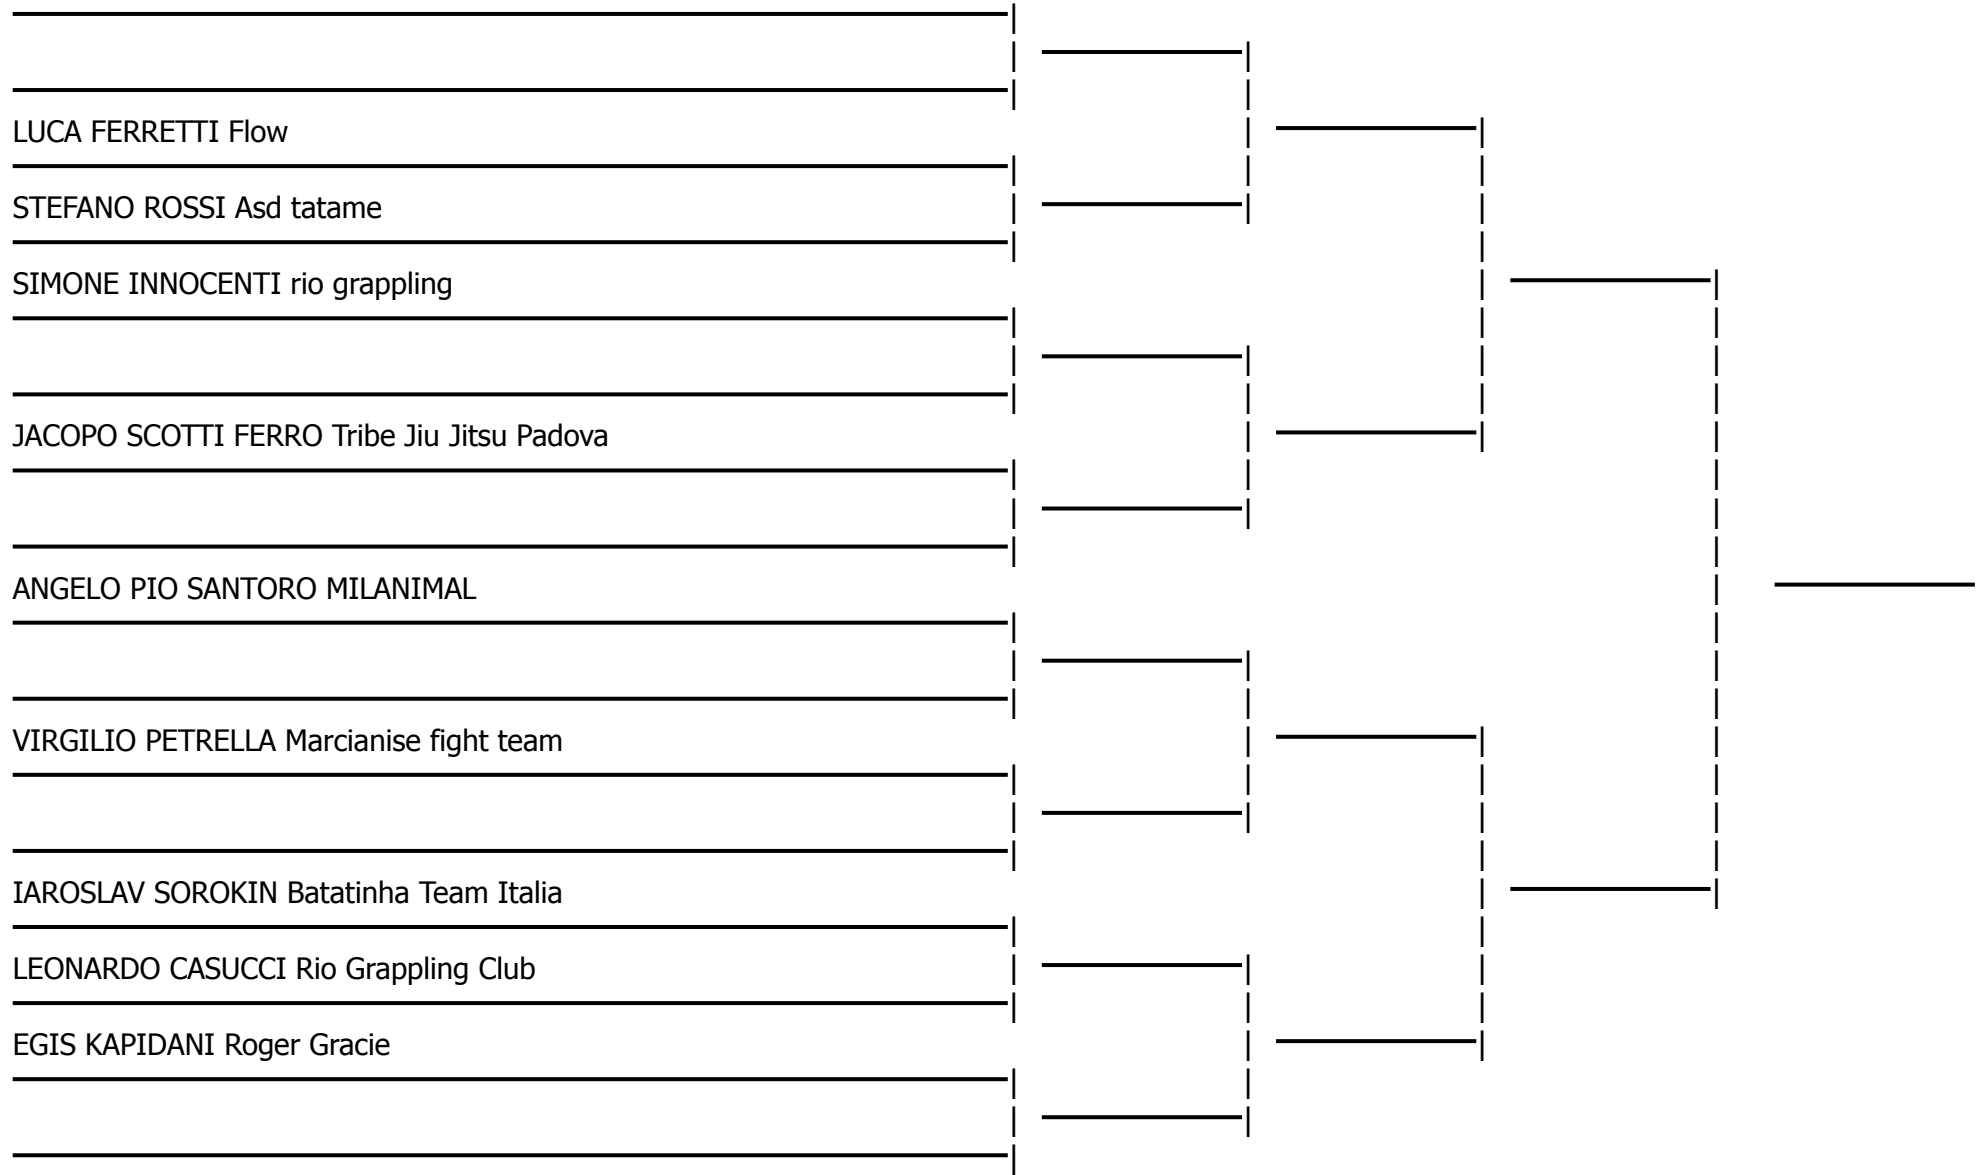 LUCA FERRETTI Flow
STEFANO ROSSI Asd tatame
SIMONE INNOCENTI rio grappling
JACOPO SCOTTI FERRO Tribe Jiu Jitsu Padova
ANGELO PIO SANTORO MILANIMAL
VIRGILIO PETRELLA Marcianise fight team
IAROSLAV SOROKIN Batatinha Team Italia
LEONARDO CASUCCI Rio Grappling Club
EGIS KAPIDANI Roger Gracie